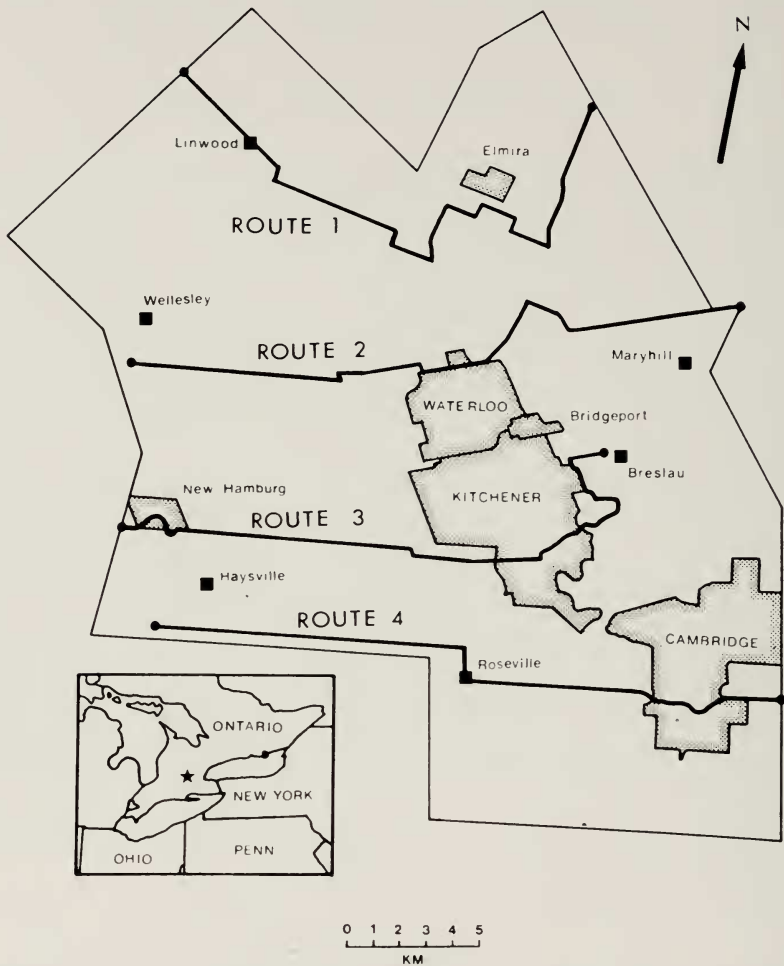 N
Linwood
Elmira
ROUTE 1
Wellesley
ROUTE 2
Maryhill
WATERLOO
Bridgeport
Breslau
New Hamburg
KITCHENER
ROUTE 3
Haysville
ROUTE 4
CAMBRIDGE
Roseville
ONTARIO
NEW YORK
OHIO
PENN
0 1 2 3 4 5
KM